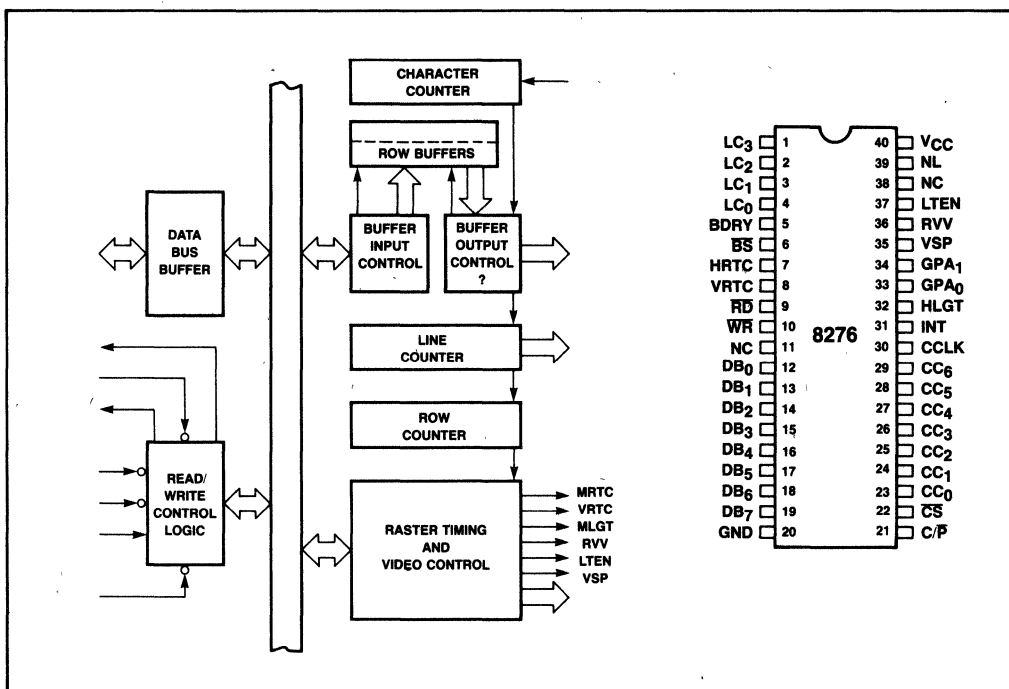 CHARACTER
COUNTER
ROW BUFFERS
DATA
BUS
BUFFER
BUFFER
INPUT
CONTROL
BUFFER
OUTPUT
CONTROL
?
LINE
COUNTER
ROW
COUNTER
READ/
WRITE
CONTROL
LOGIC
RASTER TIMING
AND
VIDEO CONTROL
MRTC
VRTC
MLGT
RVV
LTEN
VSP
8276
LC₃ 1 40 VCC
LC₂ 2 39 NL
LC₁ 3 38 NC
LC₀ 4 37 LTEN
BDRY 5 36 RVV
B̅S̅ 6 35 VSP
HRTC 7 34 GPA₁
VRTC 8 33 GPA₀
R̅D̅ 9 32 HLGT
W̅R̅ 10 31 INT
NC 11 30 CCLK
DB₀ 12 29 CC₆
DB₁ 13 28 CC₅
DB₂ 14 27 CC₄
DB₃ 15 26 CC₃
DB₄ 16 25 CC₂
DB₅ 17 24 CC₁
DB₆ 18 23 CC₀
DB₇ 19 22 C̅S̅
GND 20 21 C/P̅